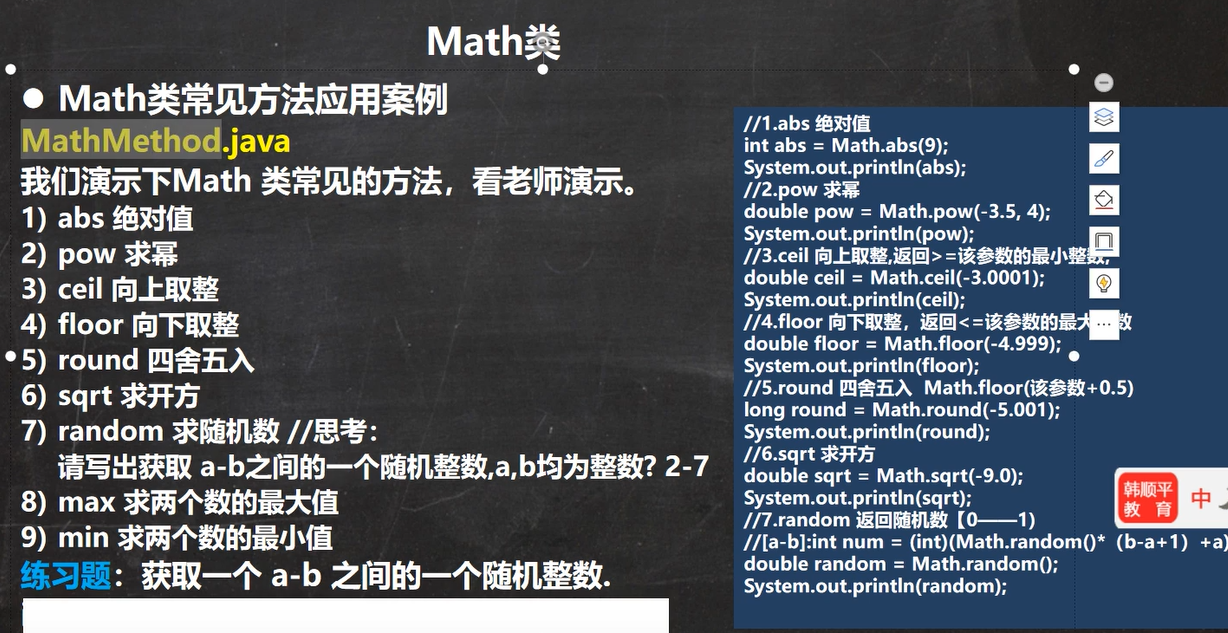 Math类
● Math类常见方法应用案例
MathMethod.java
我们演示下Math 类常见的方法，看老师演示。
1) abs 绝对值
2) pow 求幂
3) ceil 向上取整
4) floor 向下取整
5) round 四舍五入
6) sqrt 求开方
7) random 求随机数 //思考：
请写出获取 a-b之间的一个随机整数,a,b均为整数? 2-7
8) max 求两个数的最大值
9) min 求两个数的最小值
练习题：获取一个 a-b 之间的一个随机整数.
//1.abs 绝对值
int abs = Math.abs(9);
System.out.println(abs);
//2.pow 求幂
double pow = Math.pow(-3.5, 4);
System.out.println(pow);
//3.ceil 向上取整,返回>=该参数的最小整数;
double ceil = Math.ceil(-3.0001);
System.out.println(ceil);
//4.floor 向下取整，返回<=该参数的最大数
double floor = Math.floor(-4.999);
System.out.println(floor);
//5.round 四舍五入 Math.floor(该参数+0.5)
long round = Math.round(-5.001);
System.out.println(round);
//6.sqrt 求开方
double sqrt = Math.sqrt(-9.0);
System.out.println(sqrt);
//7.random 返回随机数【0——1)
//[a-b]:int num = (int)(Math.random()*（b-a+1）+a)
double random = Math.random();
System.out.println(random);
韩顺平
教育
中